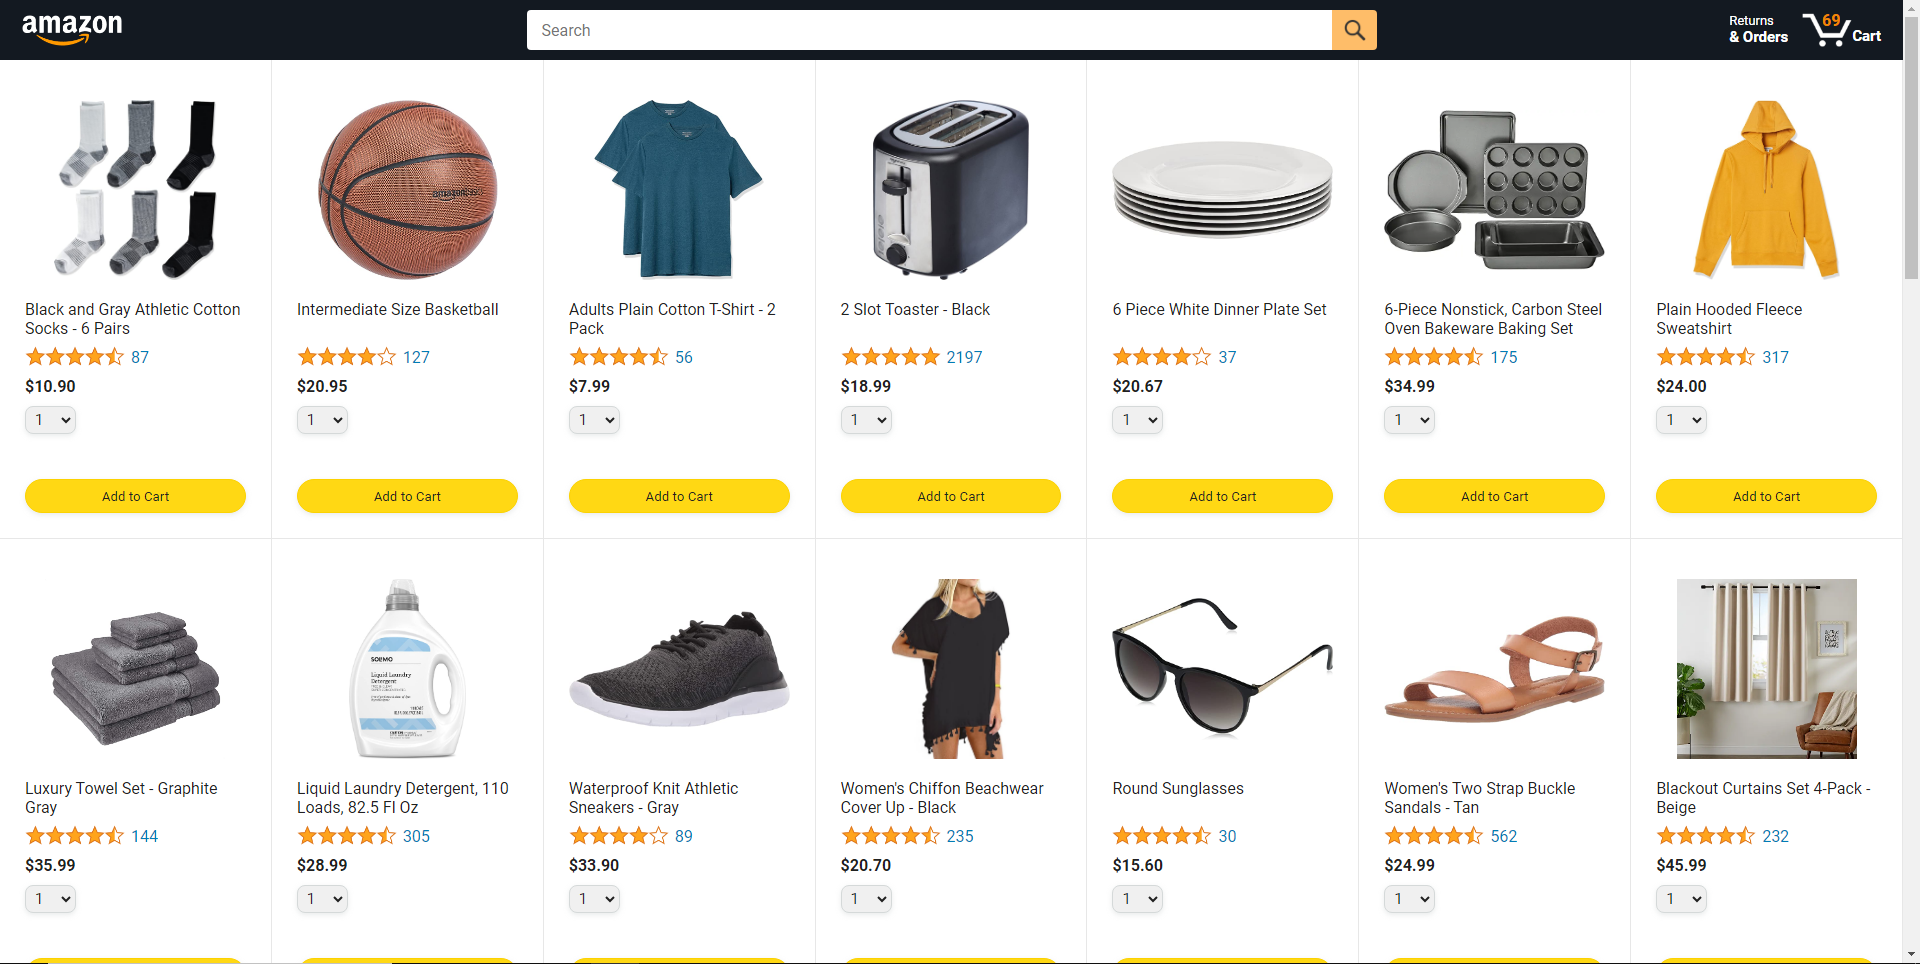 amazon
Search
Returns
& Orders
69
Cart
Black and Gray Athletic Cotton
Socks - 6 Pairs
87
$10.90
1
Add to Cart
Intermediate Size Basketball
127
$20.95
1
Add to Cart
Adults Plain Cotton T-Shirt - 2
Pack
56
$7.99
1
Add to Cart
2 Slot Toaster - Black
2197
$18.99
1
Add to Cart
6 Piece White Dinner Plate Set
37
$20.67
1
Add to Cart
6-Piece Nonstick, Carbon Steel
Oven Bakeware Baking Set
175
$34.99
1
Add to Cart
Plain Hooded Fleece
Sweatshirt
317
$24.00
1
Add to Cart
Luxury Towel Set - Graphite
Gray
144
$35.99
1
SOLIMO
Liquid Laundry
Detergent
Liquid Laundry Detergent, 110
Loads, 82.5 Fl Oz
305
$28.99
1
Waterproof Knit Athletic
Sneakers - Gray
89
$33.90
1
Women's Chiffon Beachwear
Cover Up - Black
235
$20.70
1
Round Sunglasses
30
$15.60
1
Women's Two Strap Buckle
Sandals - Tan
562
$24.99
1
Blackout Curtains Set 4-Pack -
Beige
232
$45.99
1